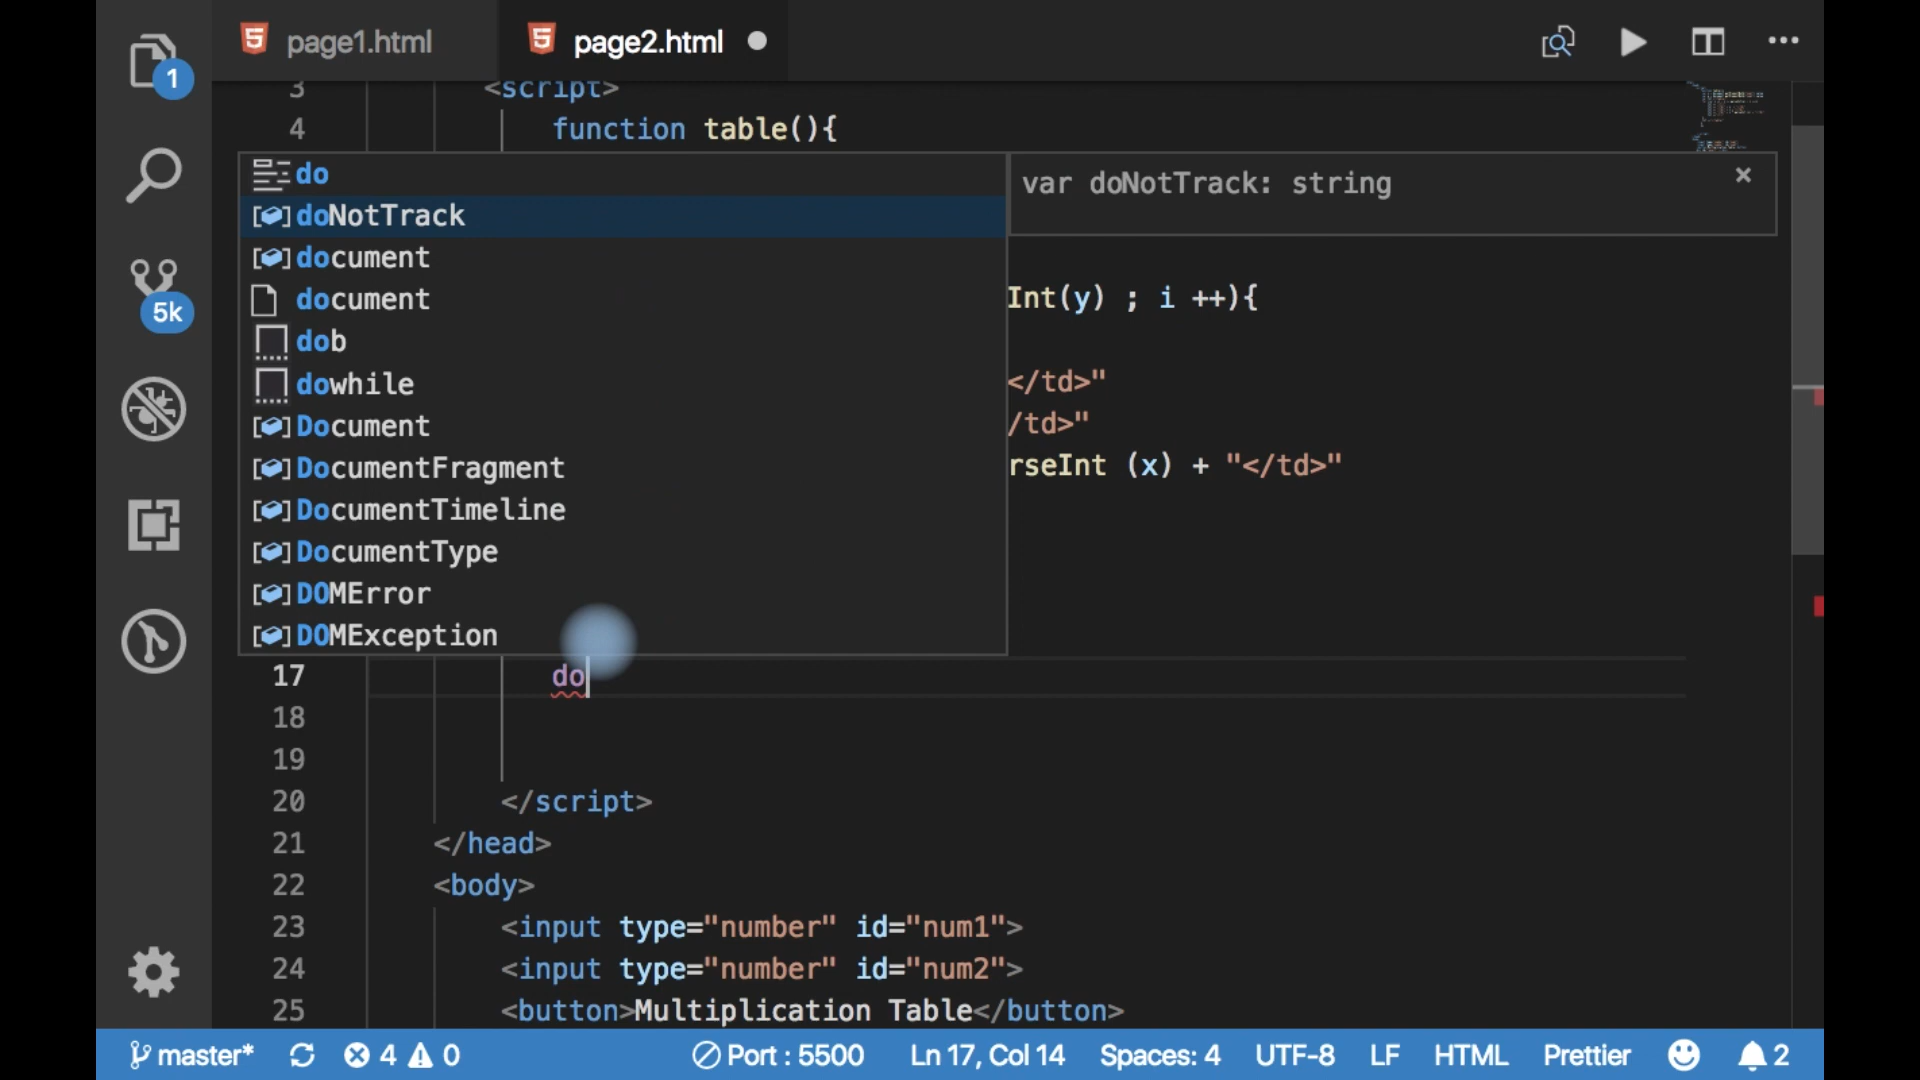 page1.html
page2.html
1
3 <script>
4 function table(){
do
doNotTrack
var doNotTrack: string
document
document
Int(y) ; i ++){
5k
dob
dowhile
</td>"
Document
/td>"
DocumentFragment
rseInt (x) + "</td>"
DocumentTimeline
DocumentType
DOMError
DOMException
17 do
18
19
20 </script>
21 </head>
22 <body>
23 <input type="number" id="num1">
24 <input type="number" id="num2">
25 <button>Multiplication Table</button>
master* 4 0 Port : 5500 Ln 17, Col 14 Spaces: 4 UTF-8 LF HTML Prettier 2